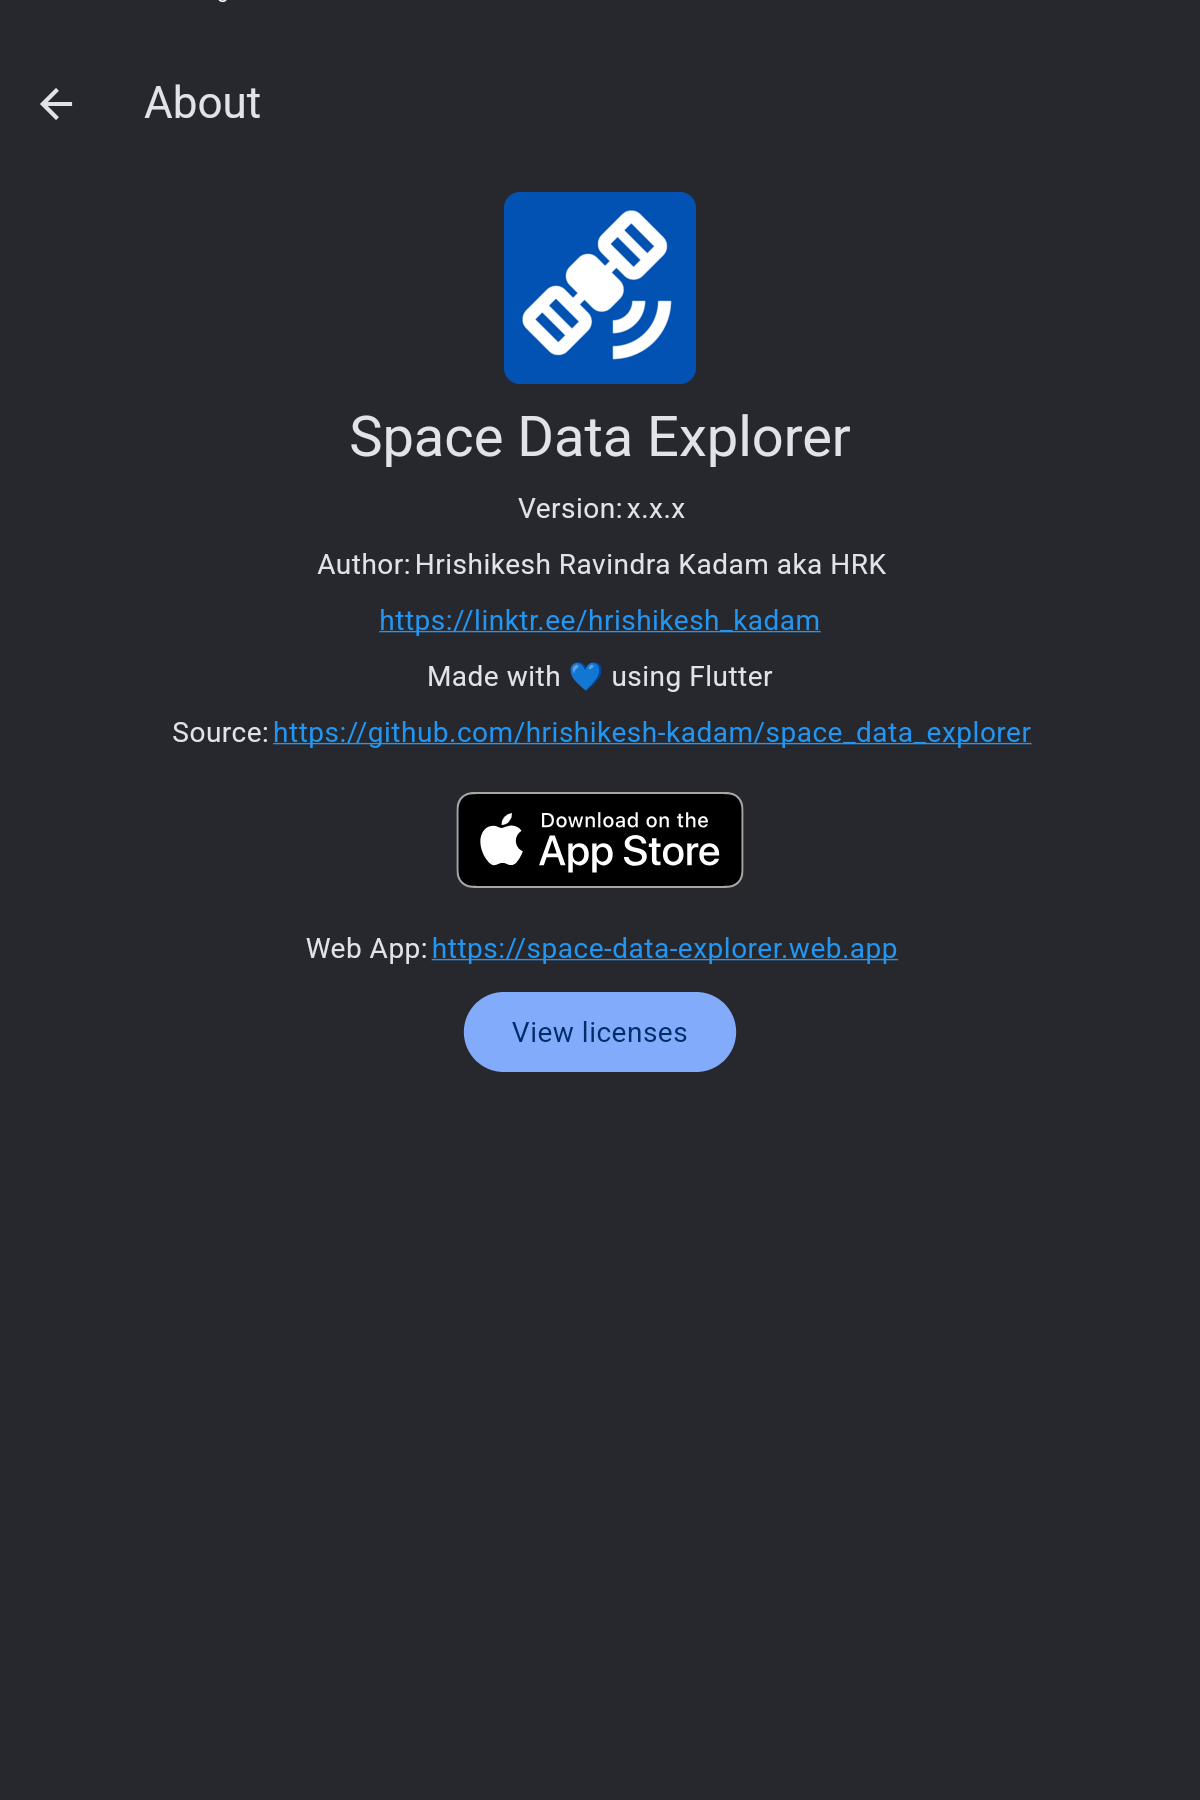 About
Space Data Explorer
Version: x.x.x
Author: Hrishikesh Ravindra Kadam aka HRK
https://linktr.ee/hrishikesh_kadam
Made with 💙 using Flutter
Source: https://github.com/hrishikesh-kadam/space_data_explorer
Download on the
App Store
Web App: https://space-data-explorer.web.app
View licenses